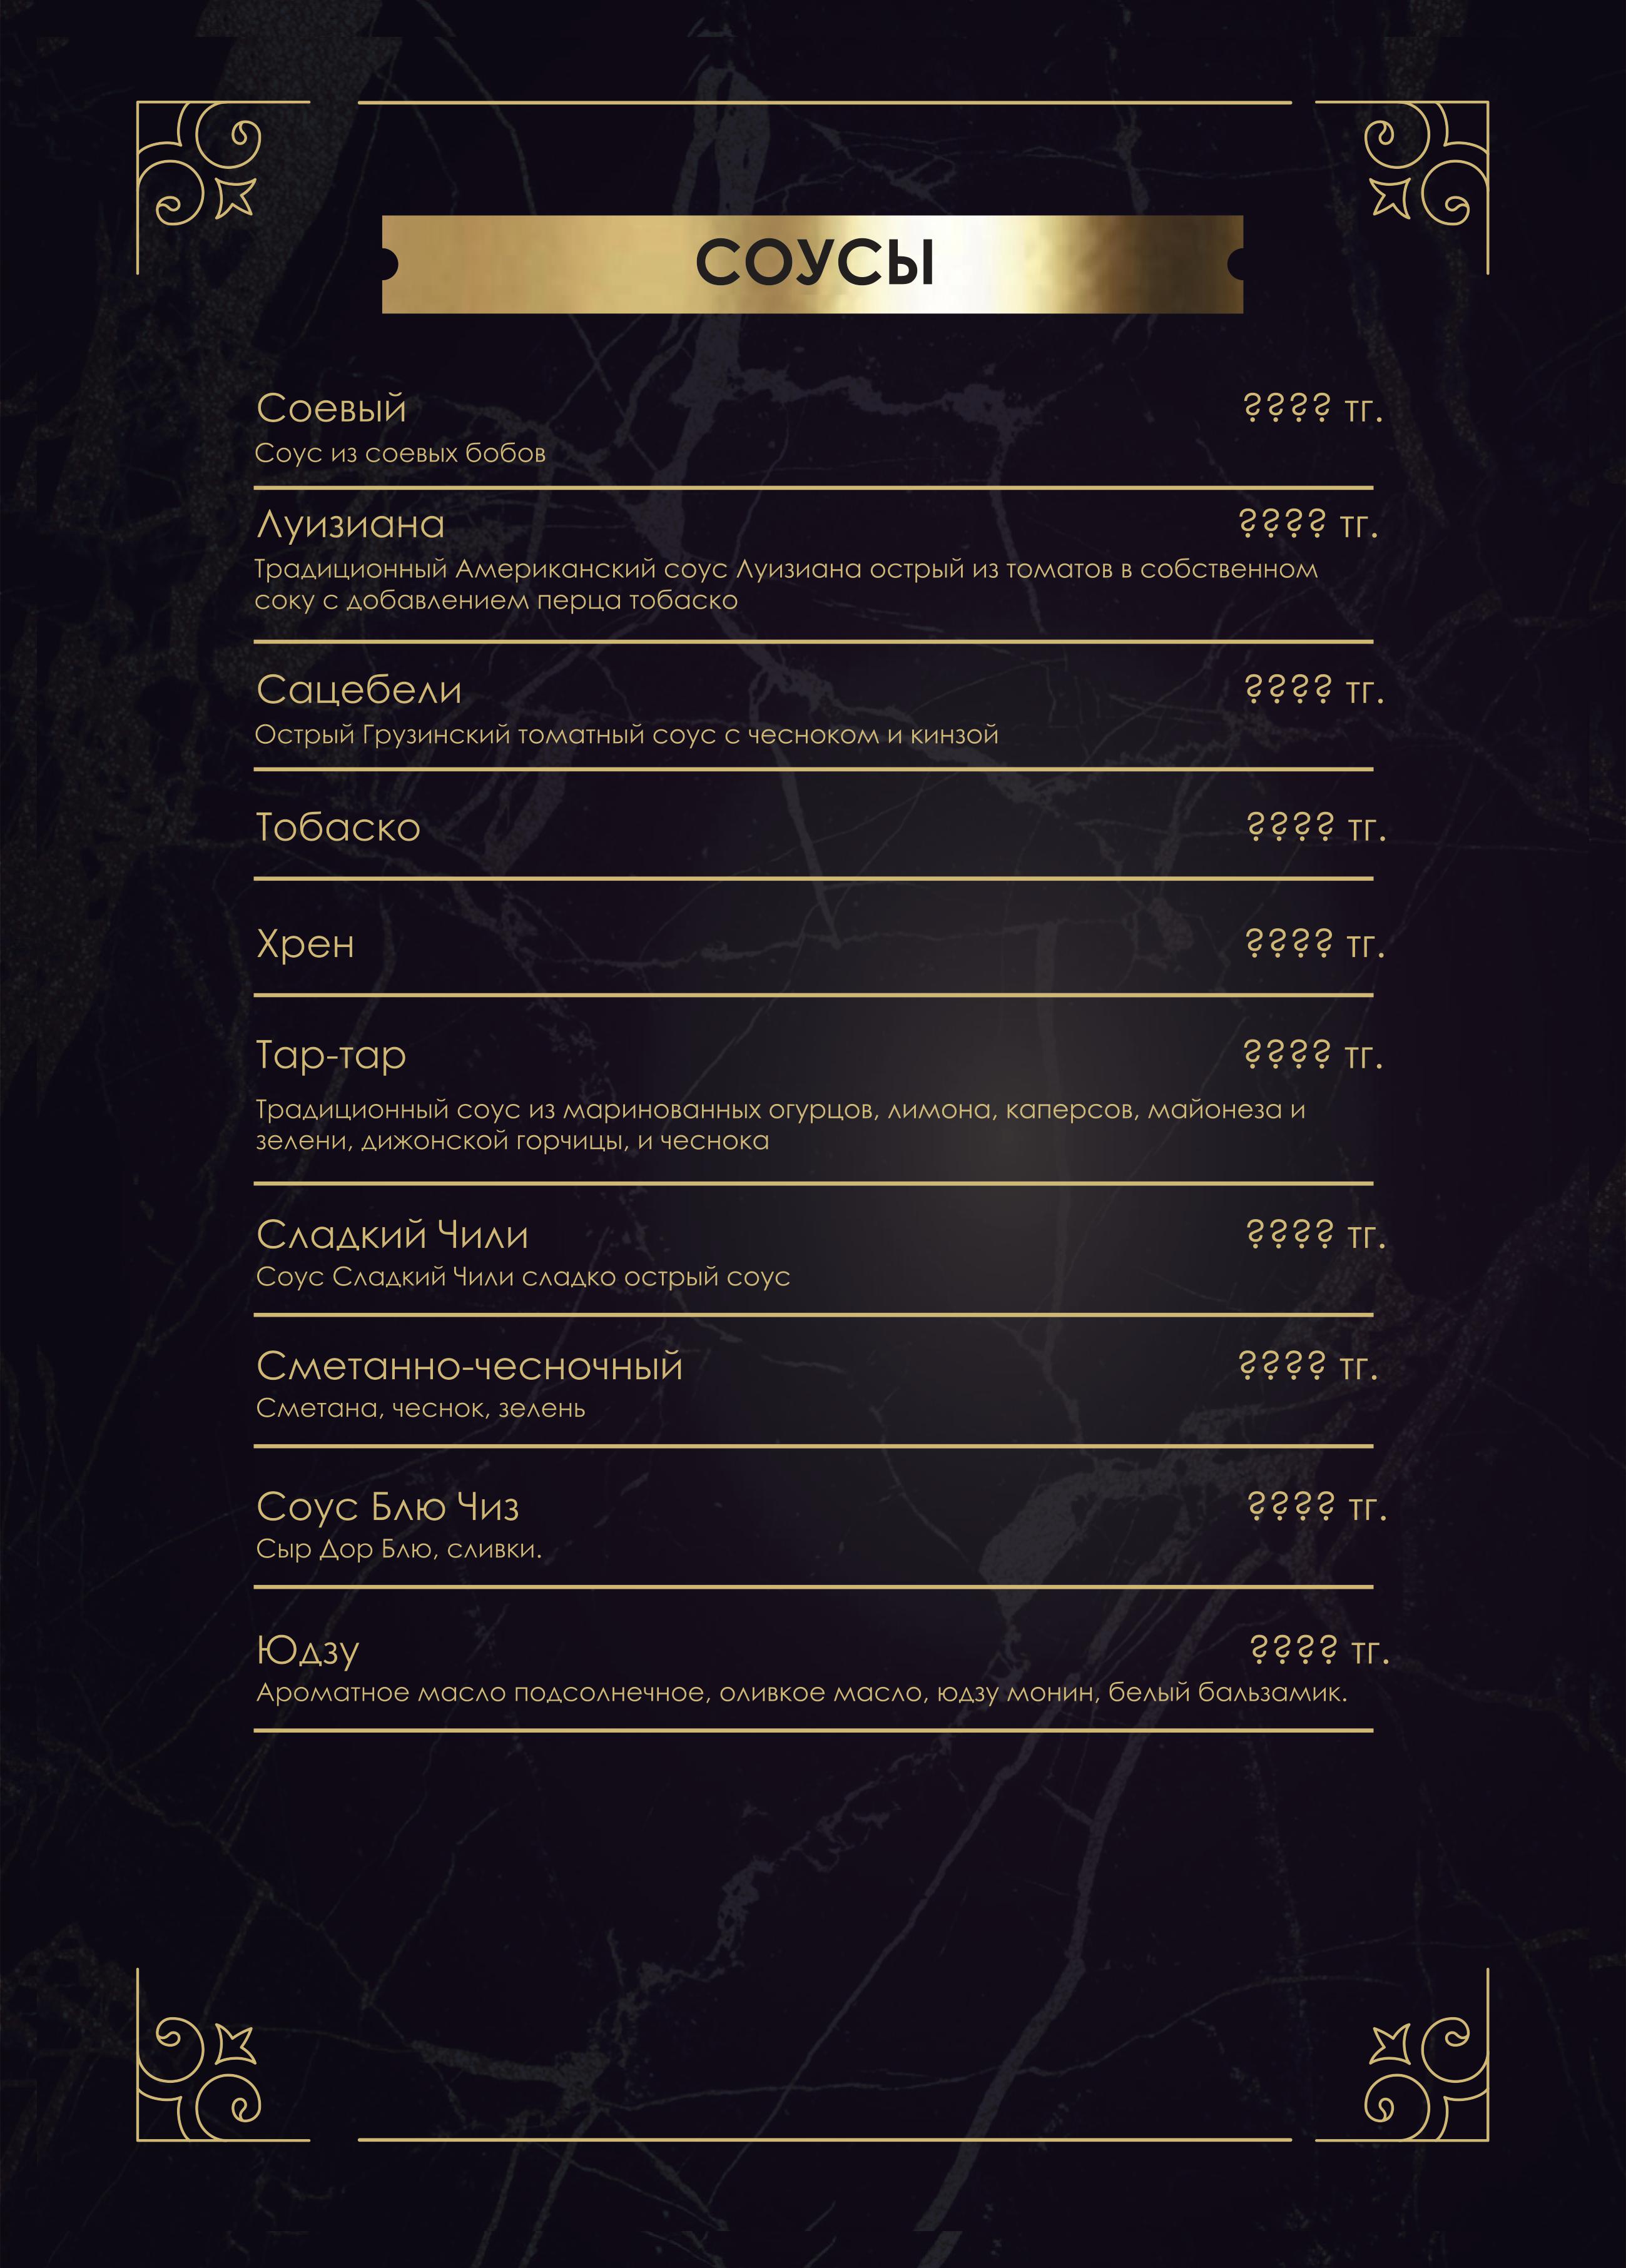 СОУСЫ
Соевый ???? тг.
Соус из соевых бобов
Луизиана ???? тг.
Традиционный Американский соус Луизиана острый из томатов в собственном
соку с добавлением перца тобаско
Сацебели ???? тг.
Острый Грузинский томатный соус с чесноком и кинзой
Тобаско ???? тг.
Хрен ???? тг.
Тар-тар ???? тг.
Традиционный соус из маринованных огурцов, лимона, каперсов, майонеза и
зелени, дижонской горчицы, и чеснока
Сладкий Чили ???? тг.
Соус Сладкий Чили сладко острый соус
Сметанно-чесночный ???? тг.
Сметана, чеснок, зелень
Соус Блю Чиз ???? тг.
Сыр Дор Блю, сливки.
Юдзу ???? тг.
Ароматное масло подсолнечное, оливкое масло, юдзу монин, белый бальзамик.